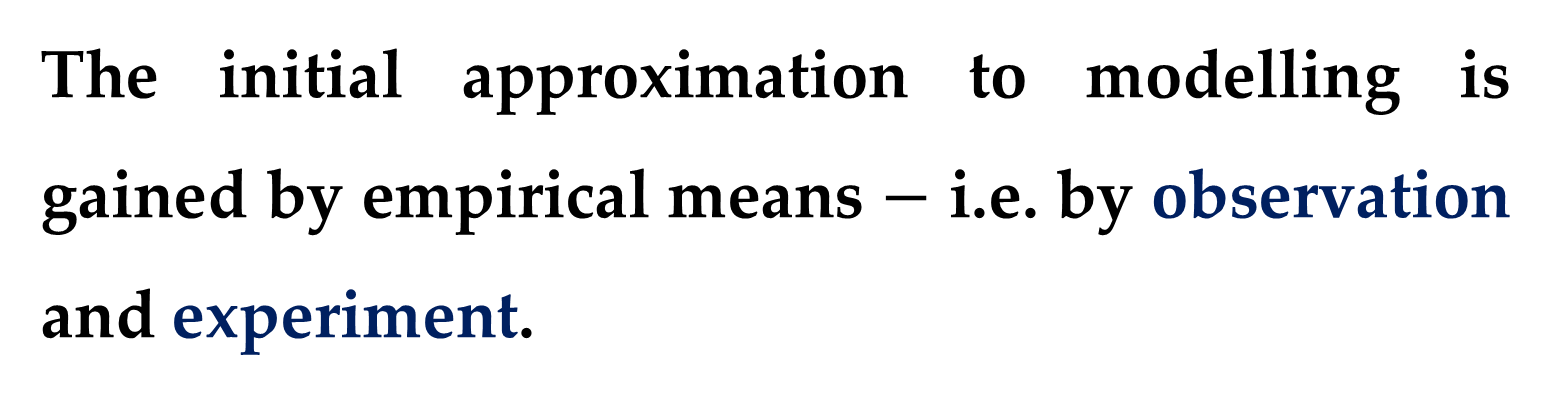 The initial approximation to modelling is
gained by empirical means – i.e. by observation
and experiment.